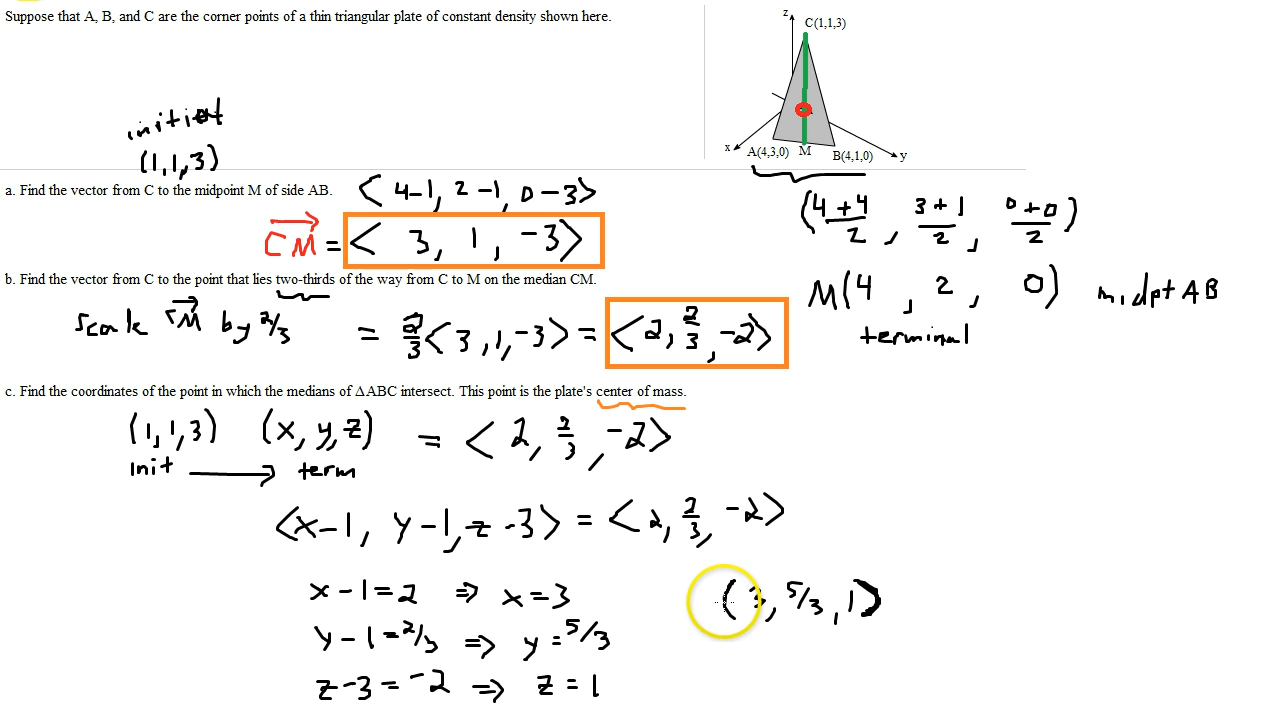 Suppose that A, B, and C are the corner points of a thin triangular plate of constant density shown here.
z
C(1,1,3)
x
A(4,3,0) M B(4,1,0) y
initial
(1,1,3)
a. Find the vector from C to the midpoint M of side AB.
< 4-1, 2-1, 0-3>
CM = < 3, 1, -3>
(4+4/2, 3+1/2, 0+0/2)
M(4, 2, 0) midpt AB
terminal
b. Find the vector from C to the point that lies two-thirds of the way from C to M on the median CM.
Scale CM by 2/3 = 2/3 <3,1,-3> = <2, 2/3, -2>
c. Find the coordinates of the point in which the medians of ΔABC intersect. This point is the plate's center of mass.
(1,1,3) (x,y,z) = <2, 2/3, -2>
init → term
<x-1, y-1, z-3> = <2, 2/3, -2>
x-1=2 ⇒ x=3
y-1=2/3 ⇒ y=5/3
z-3=-2 ⇒ z=1
(3, 5/3, 1)